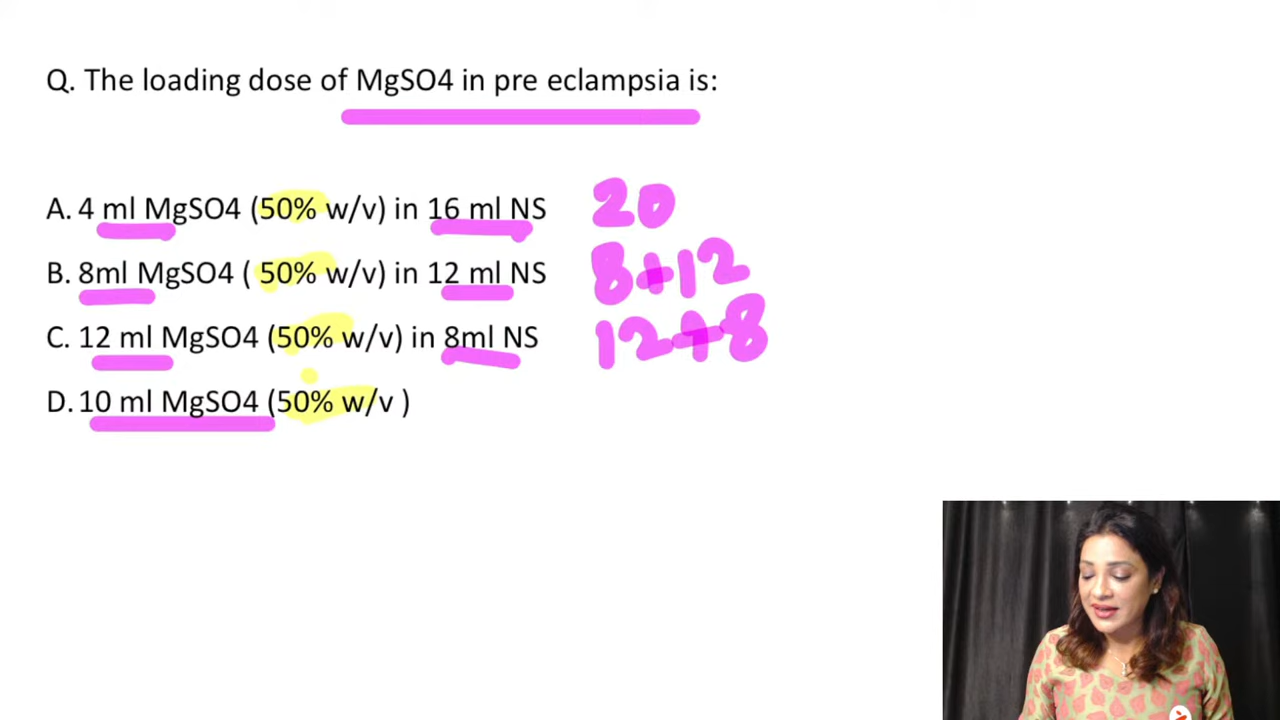 Q. The loading dose of MgSO4 in pre eclampsia is:
A. 4 ml MgSO4 (50% w/v) in 16 ml NS 20
B. 8ml MgSO4 ( 50% w/v) in 12 ml NS 8+12
C. 12 ml MgSO4 (50% w/v) in 8ml NS 12+8
D. 10 ml MgSO4 (50% w/v )